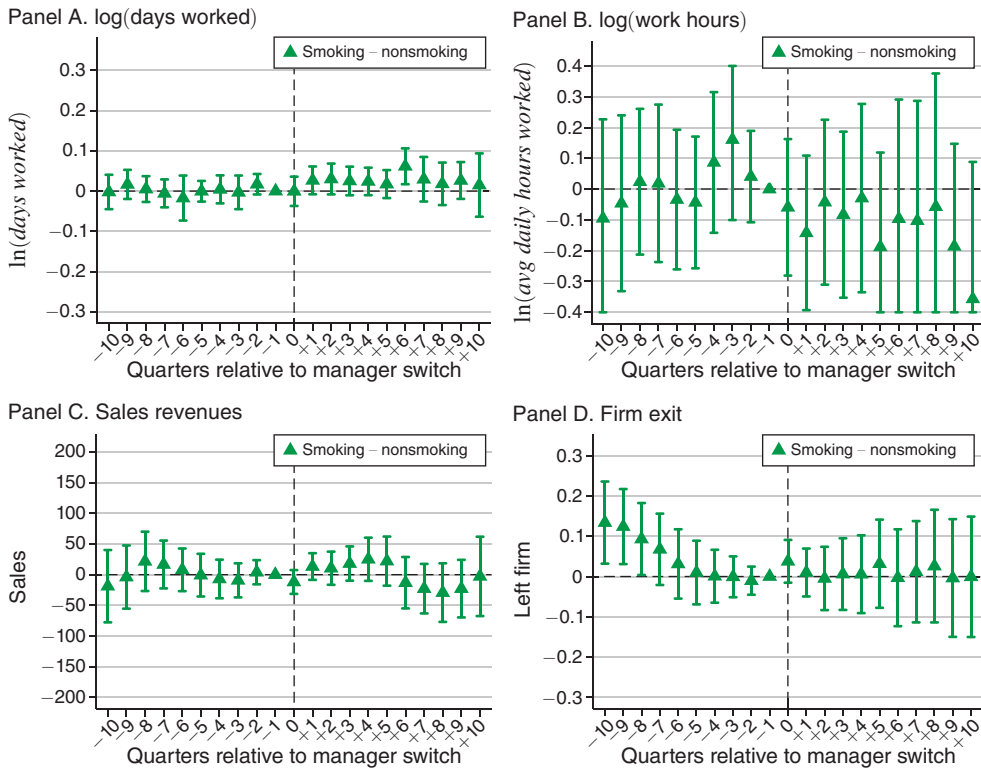 Panel A. log(days worked)
Smoking – nonsmoking
ln(days worked)
0.3
0.2
0.1
0
−0.1
−0.2
−0.3
−10 −9 −8 −7 −6 −5 −4 −3 −2 −1 0 +1 +2 +3 +4 +5 +6 +7 +8 +9 +10
Quarters relative to manager switch
Panel B. log(work hours)
Smoking – nonsmoking
ln(avg daily hours worked)
0.4
0.3
0.2
0.1
0
−0.1
−0.2
−0.3
−0.4
−10 −9 −8 −7 −6 −5 −4 −3 −2 −1 0 +1 +2 +3 +4 +5 +6 +7 +8 +9 +10
Quarters relative to manager switch
Panel C. Sales revenues
Smoking – nonsmoking
Sales
200
150
100
50
0
−50
−100
−150
−200
−10 −9 −8 −7 −6 −5 −4 −3 −2 −1 0 +1 +2 +3 +4 +5 +6 +7 +8 +9 +10
Quarters relative to manager switch
Panel D. Firm exit
Smoking – nonsmoking
Left firm
0.3
0.2
0.1
0
−0.1
−0.2
−0.3
−10 −9 −8 −7 −6 −5 −4 −3 −2 −1 0 +1 +2 +3 +4 +5 +6 +7 +8 +9 +10
Quarters relative to manager switch